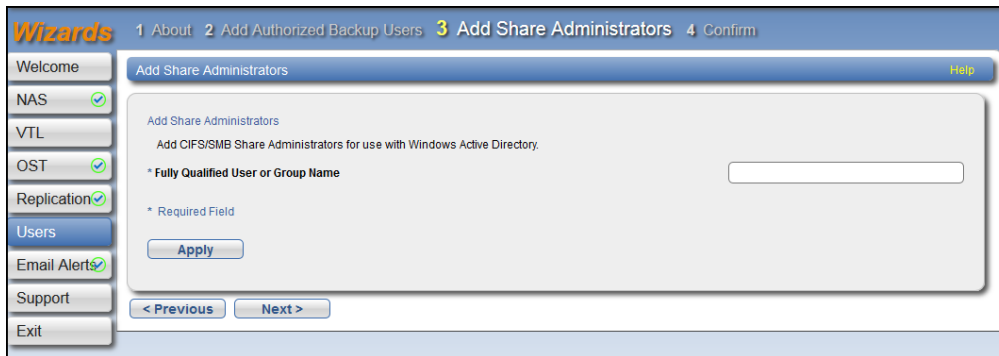 Wizards
1 About 2 Add Authorized Backup Users 3 Add Share Administrators 4 Confirm
Welcome
NAS
VTL
OST
Replication
Users
Email Alerts
Support
Exit
Add Share Administrators Help
Add Share Administrators
Add CIFS/SMB Share Administrators for use with Windows Active Directory.
* Fully Qualified User or Group Name
* Required Field
Apply
< Previous Next >